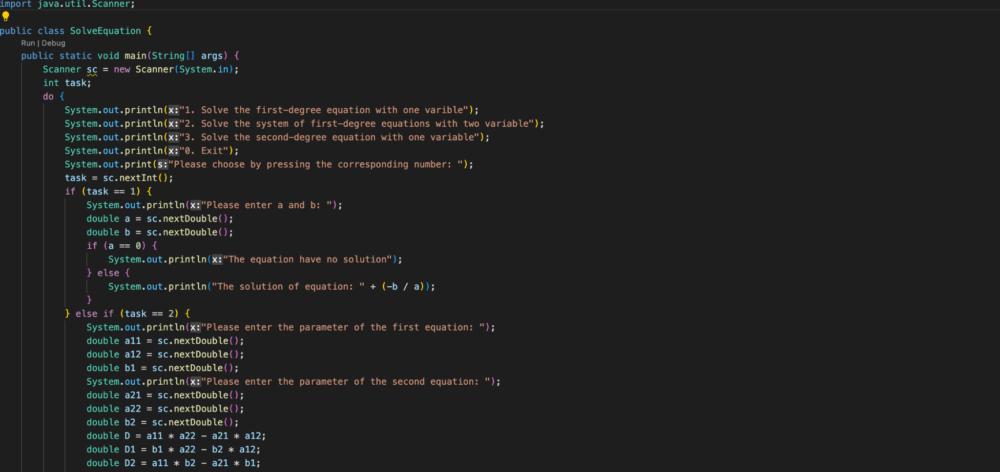 import java.util.Scanner;
public class SolveEquation {
Run | Debug
public static void main(String[] args) {
Scanner sc = new Scanner(System.in);
int task;
do {
System.out.println(x:"1. Solve the first-degree equation with one varible");
System.out.println(x:"2. Solve the system of first-degree equations with two variable");
System.out.println(x:"3. Solve the second-degree equation with one variable");
System.out.println(x:"0. Exit");
System.out.print(s:"Please choose by pressing the corresponding number: ");
task = sc.nextInt();
if (task == 1) {
System.out.println(x:"Please enter a and b: ");
double a = sc.nextDouble();
double b = sc.nextDouble();
if (a == 0) {
System.out.println(x:"The equation have no solution");
} else {
System.out.println("The solution of equation: " + (-b / a));
}
} else if (task == 2) {
System.out.println(x:"Please enter the parameter of the first equation: ");
double a11 = sc.nextDouble();
double a12 = sc.nextDouble();
double b1 = sc.nextDouble();
System.out.println(x:"Please enter the parameter of the second equation: ");
double a21 = sc.nextDouble();
double a22 = sc.nextDouble();
double b2 = sc.nextDouble();
double D = a11 * a22 - a21 * a12;
double D1 = b1 * a22 - b2 * a12;
double D2 = a11 * b2 - a21 * b1;